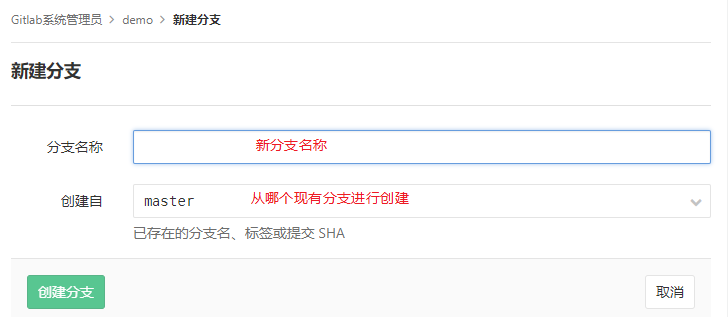 Gitlab系统管理员 > demo > 新建分支
新建分支
分支名称 新分支名称
创建自 master 从哪个现有分支进行创建
已存在的分支名、标签或提交 SHA
创建分支 取消